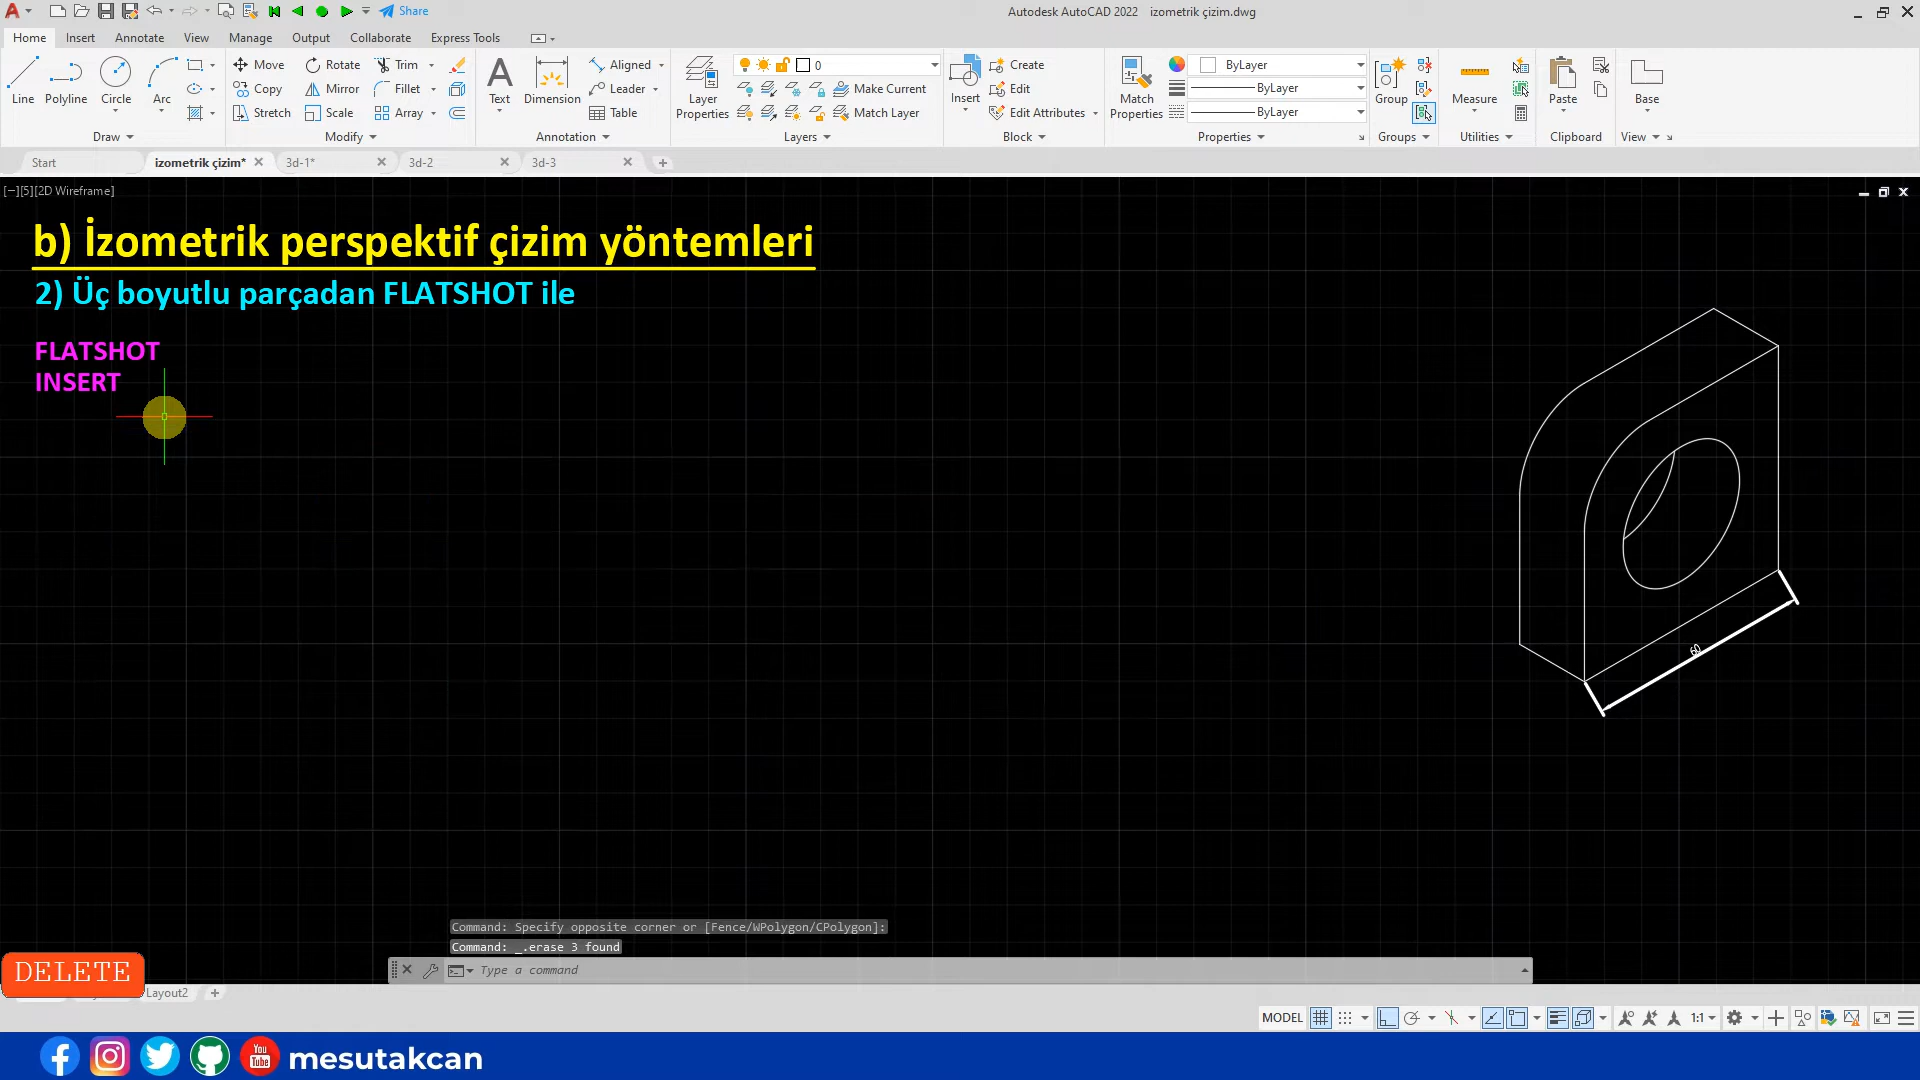 Share
Autodesk AutoCAD 2022 izometrik çizim.dwg
Home Insert Annotate View Manage Output Collaborate Express Tools
Line Polyline Circle Arc
Draw
Move Rotate Trim
Copy Mirror Fillet
Stretch Scale Array
Modify
Text Dimension
Aligned
Leader
Table
Annotation
Layer Properties
0
Make Current
Match Layer
Layers
Insert
Create
Edit
Edit Attributes
Block
Match Properties
ByLayer
ByLayer
ByLayer
Properties
Group
Groups
Measure
Utilities
Paste
Clipboard
Base
View
Start izometrik çizim* 3d-1* 3d-2 3d-3
[−][5][2D Wireframe]
b) İzometrik perspektif çizim yöntemleri
2) Üç boyutlu parçadan FLATSHOT ile
FLATSHOT
INSERT
60
Command: Specify opposite corner or [Fence/WPolygon/CPolygon]:
Command: _.erase 3 found
Type a command
DELETE
Layout2
MODEL 1:1
You Tube mesutakcan